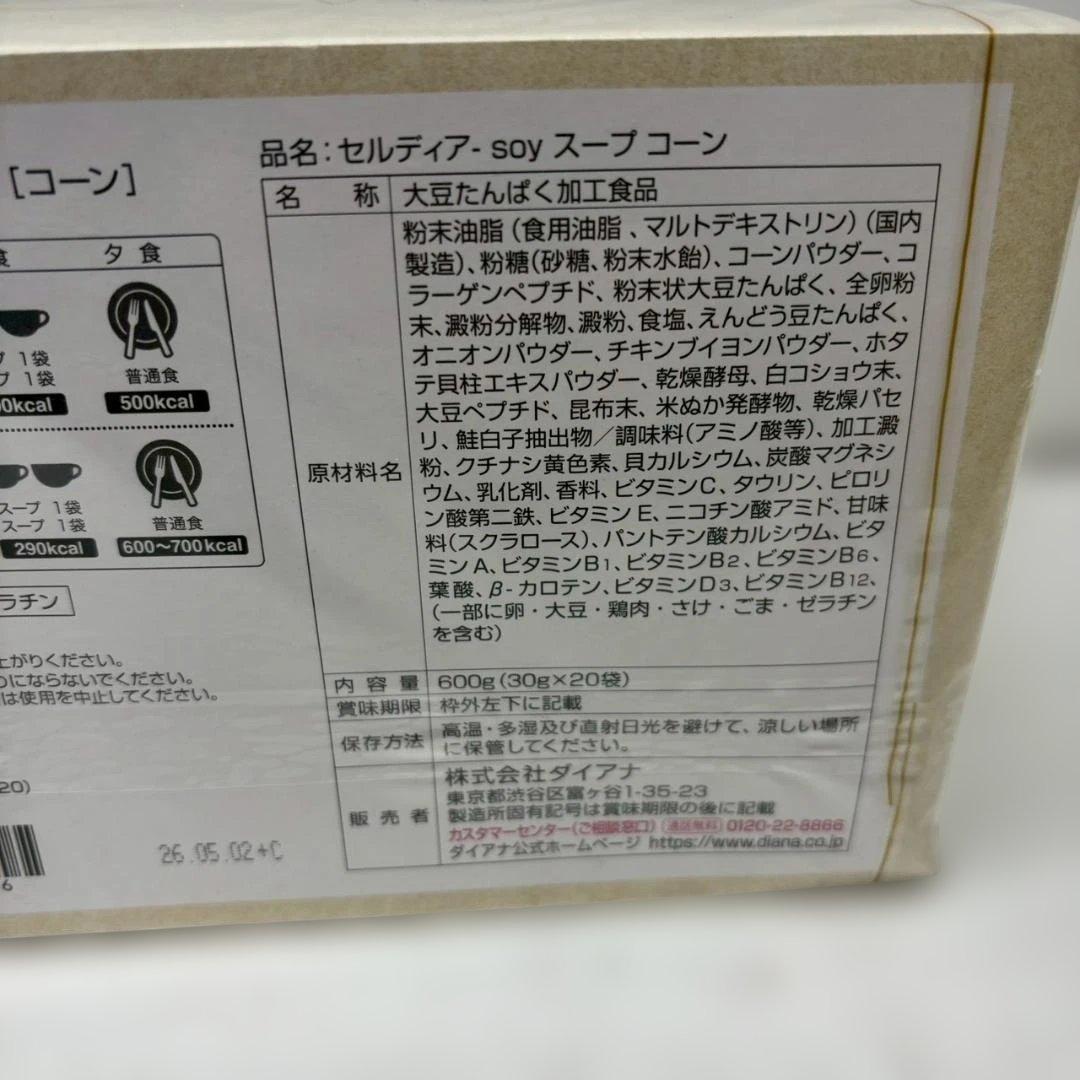 品名：セルディア- soy スープ コーン
[コーン]
名 称
大豆たんぱく加工食品
原材料名
粉末油脂（食用油脂、マルトデキストリン）（国内
製造）、粉糖（砂糖、粉末水飴）、コーンパウダー、コ
ラーゲンペプチド、粉末状大豆たんぱく、全卵粉
末、澱粉分解物、澱粉、食塩、えんどう豆たんぱく、
オニオンパウダー、チキンブイヨンパウダー、ホタ
テ貝柱エキスパウダー、乾燥酵母、白コショウ末、
大豆ペプチド、昆布末、米ぬか発酵物、乾燥パセ
リ、鮭白子抽出物／調味料（アミノ酸等）、加工澱
粉、クチナシ黄色素、貝カルシウム、炭酸マグネシ
ウム、乳化剤、香料、ビタミンC、タウリン、ピロリ
ン酸第二鉄、ビタミンE、ニコチン酸アミド、甘味
料（スクラロース）、パントテン酸カルシウム、ビタ
ミンA、ビタミンB1、ビタミンB2、ビタミンB6、
葉酸、β-カロテン、ビタミンD3、ビタミンB12、
（一部に卵・大豆・鶏肉・さけ・ごま・ゼラチン
を含む）
内容量
600g（30g×20袋）
賞味期限
枠外左下に記載
保存方法
高温・多湿及び直射日光を避けて、涼しい場所
に保管してください。
販売者
株式会社ダイアナ
東京都渋谷区富ヶ谷1-35-23
製造所固有記号は賞味期限の後に記載
カスタマーセンター（ご相談窓口） 通話無料 0120-22-8866
ダイアナ公式ホームページ https://www.diana.co.jp
食
夕 食
プ 1袋
プ 1袋
0kcal
普通食
500kcal
スープ 1袋
スープ 1袋
290kcal
普通食
600〜700kcal
ラチン
上がりください。
りにならないでください。
は使用を中止してください。
20)
26.05.02+C
6